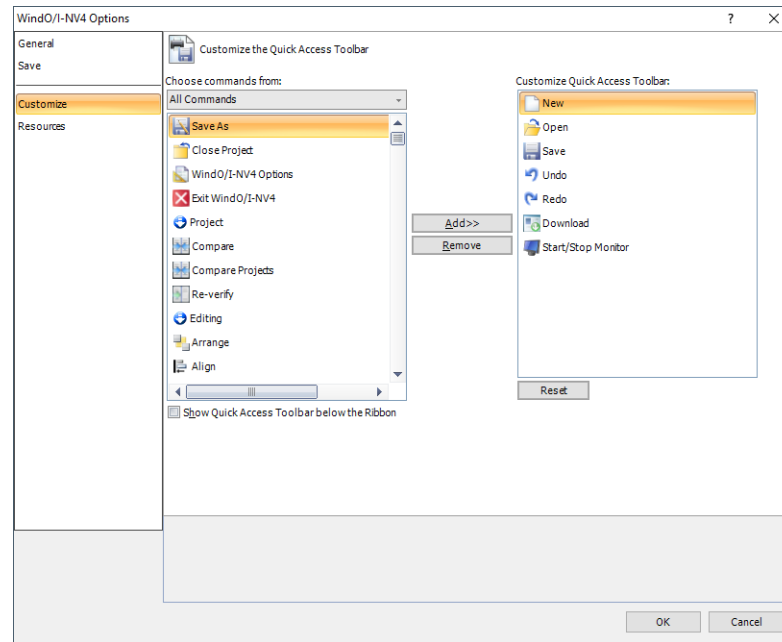 WindO/I-NV4 Options
?
General
Save
Customize
Resources
Customize the Quick Access Toolbar
Choose commands from:
All Commands
Save As
Close Project
WindO/I-NV4 Options
Exit WindO/I-NV4
Project
Compare
Compare Projects
Re-verify
Editing
Arrange
Align
Show Quick Access Toolbar below the Ribbon
Add>>
Remove
Customize Quick Access Toolbar:
New
Open
Save
Undo
Redo
Download
Start/Stop Monitor
Reset
OK
Cancel